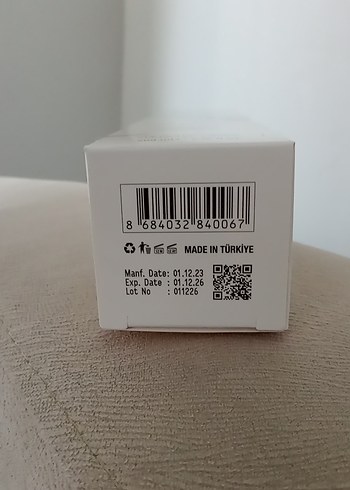 8 684032 840067
MADE IN TÜRKİYE
Manf. Date: 01.12.23
Exp. Date : 01.12.26
Lot No : 011226